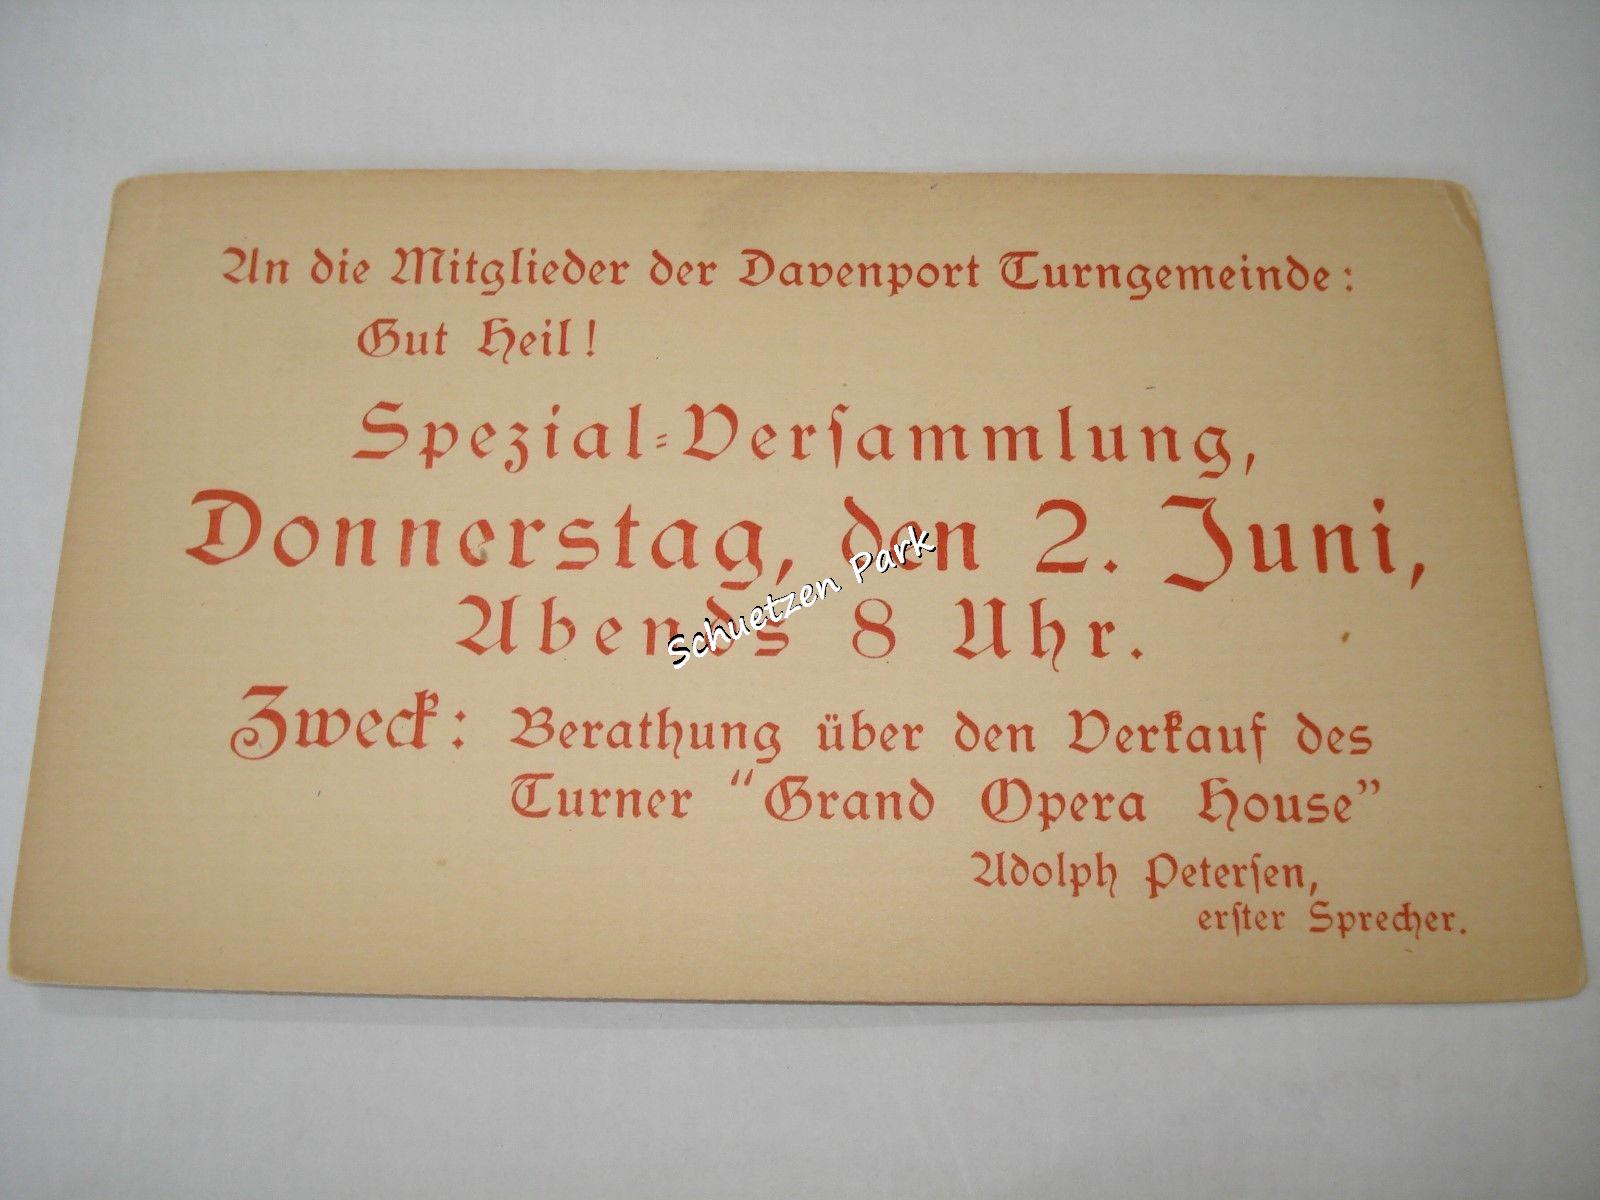 An die Mitglieder der Davenport Turngemeinde:
Gut Heil!
Spezial-Versammlung,
Donnerstag, den 2. Juni,
Abends 8 Uhr.
Zweck: Berathung über den Verkauf des
Turner "Grand Opera House"
Adolph Petersen,
erster Sprecher.
Schuetzen Park